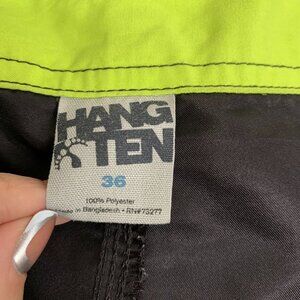 HANG
TEN
36
100% Polyester
Made in Bangladesh • RN#75277